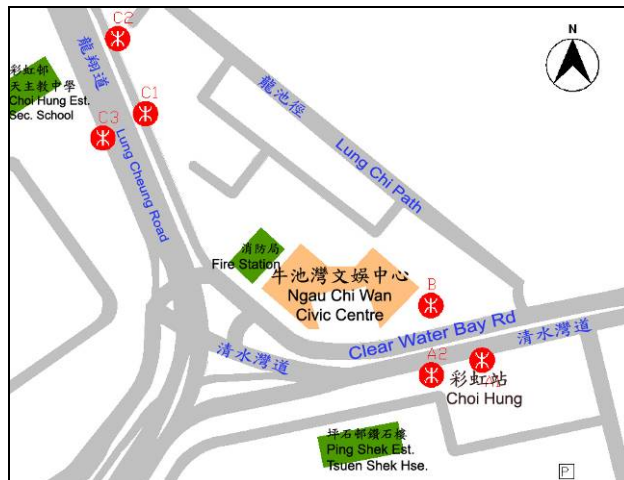 C2
N
龍翔道
彩虹邨
天主教中學
Choi Hung Est.
Sec. School
C1
C3
Lung Cheung Road
龍池徑
Lung Chi Path
消防局
Fire Station
牛池灣文娛中心
Ngau Chi Wan
Civic Centre
B
Clear Water Bay Rd
清水灣道
清水灣道
A2
彩虹站
Choi Hung
坪石邨鑽石樓
Ping Shek Est.
Tsuen Shek Hse.
P